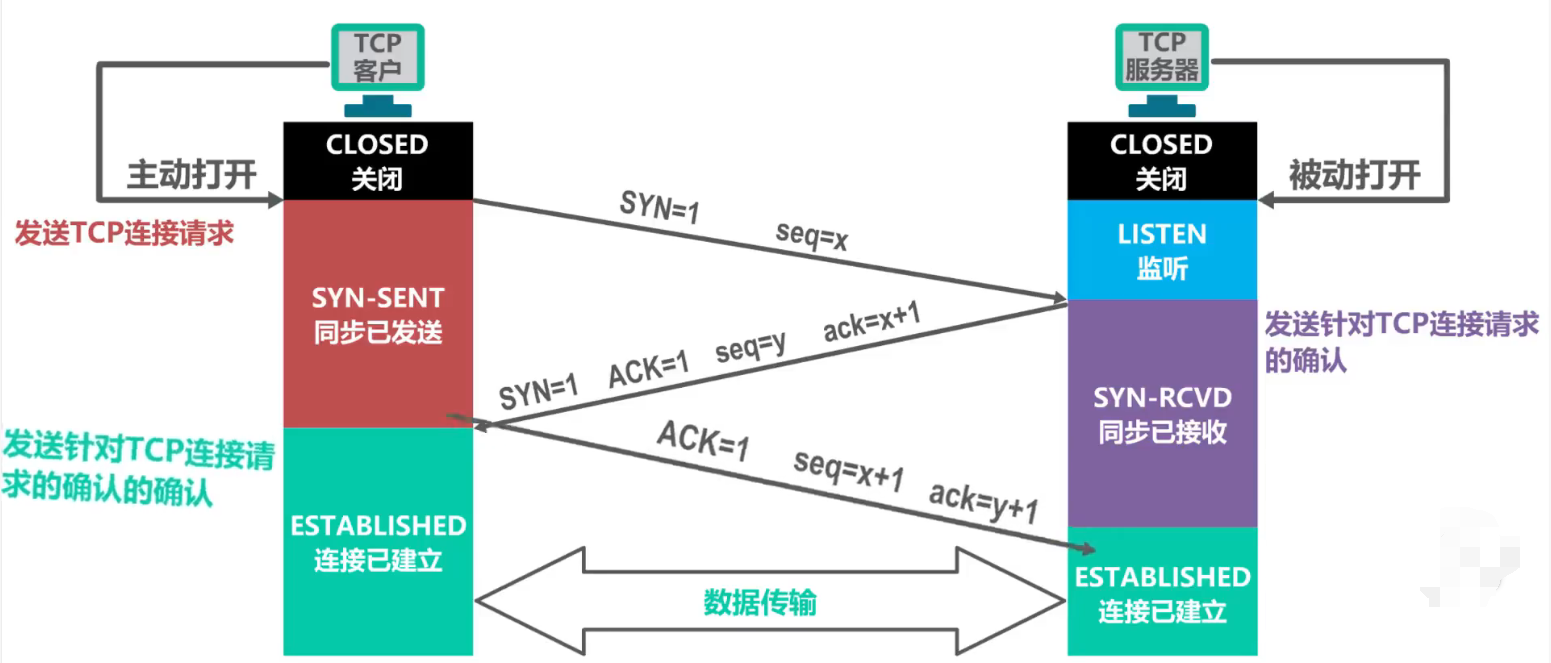 TCP
客户
TCP
服务器
CLOSED
关闭
CLOSED
关闭
主动打开
被动打开
发送TCP连接请求
SYN=1 seq=x
LISTEN
监听
SYN-SENT
同步已发送
SYN=1 ACK=1 seq=y ack=x+1
发送针对TCP连接请求
的确认
SYN-RCVD
同步已接收
发送针对TCP连接请
求的确认的确认
ACK=1 seq=x+1 ack=y+1
ESTABLISHED
连接已建立
ESTABLISHED
连接已建立
数据传输